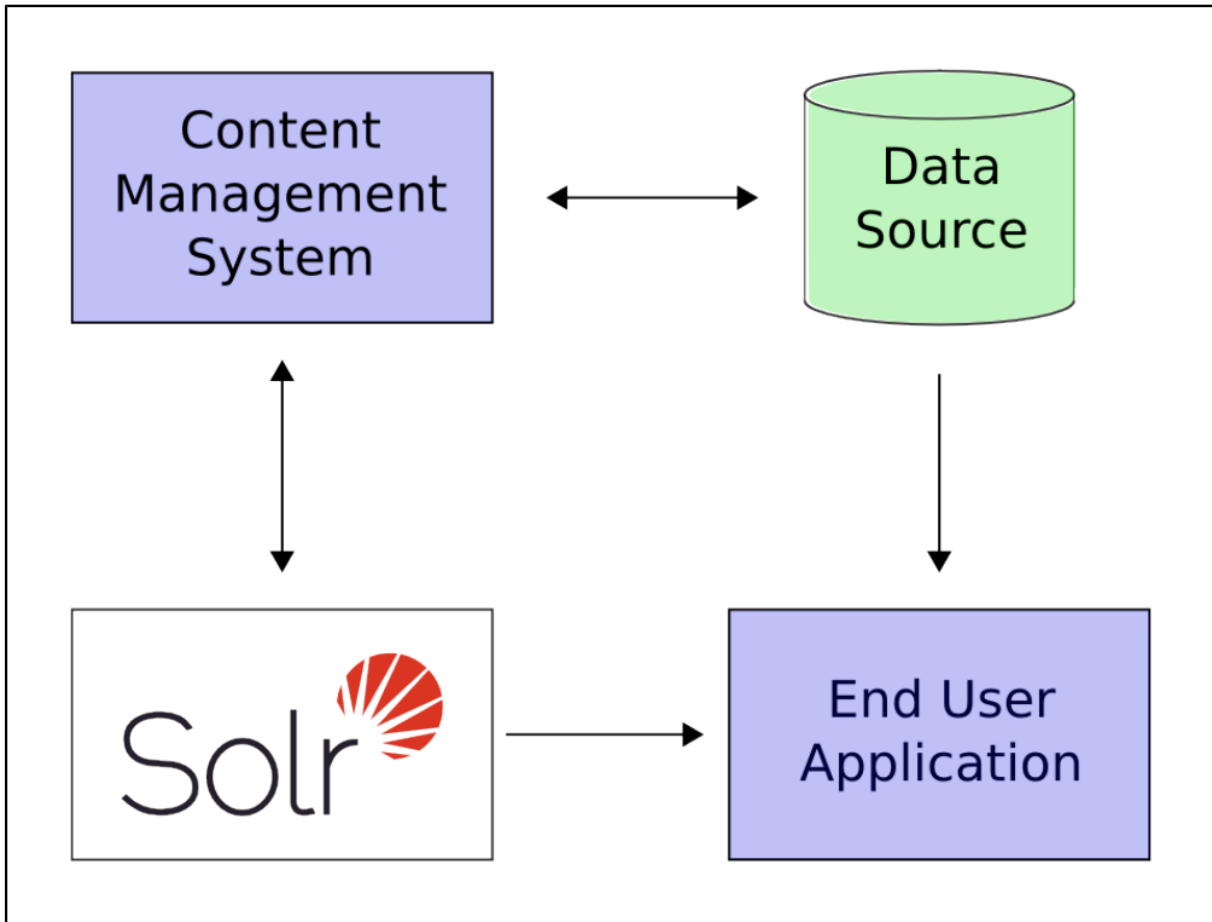 Content
Management
System
Data
Source
Solr
End User
Application